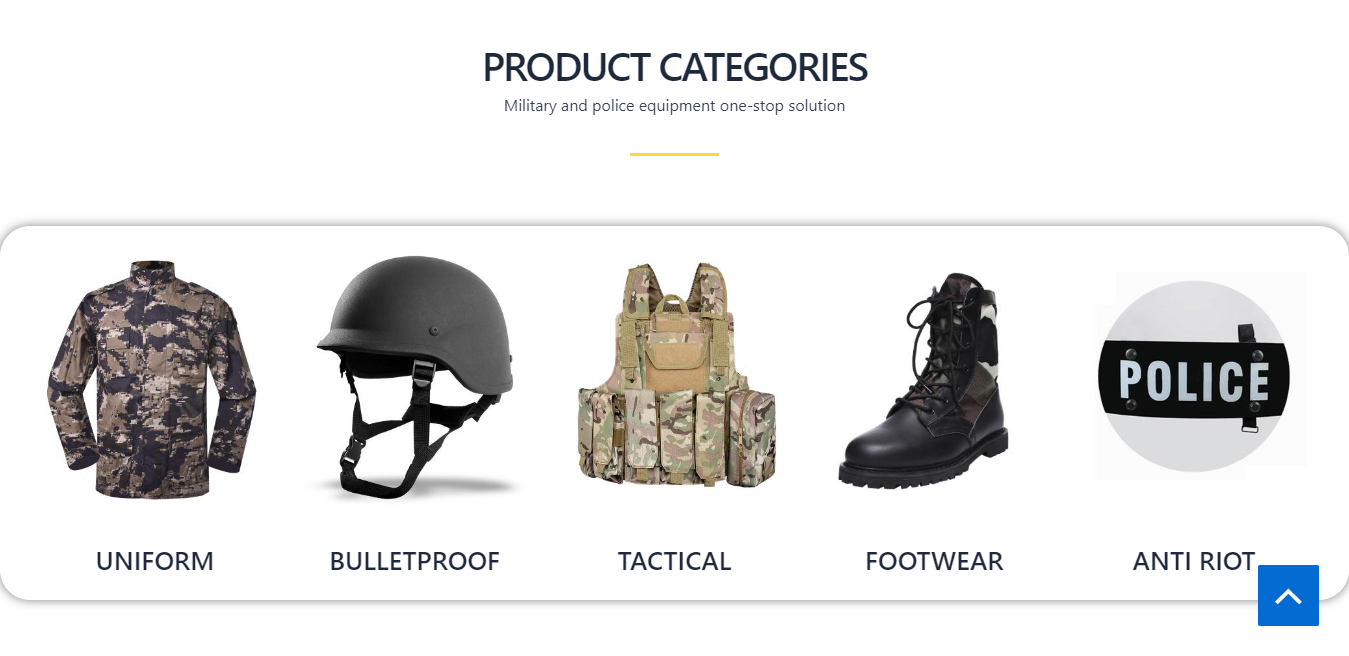 PRODUCT CATEGORIES
Military and police equipment one-stop solution
POLICE
UNIFORM
BULLETPROOF
TACTICAL
FOOTWEAR
ANTI RIOT